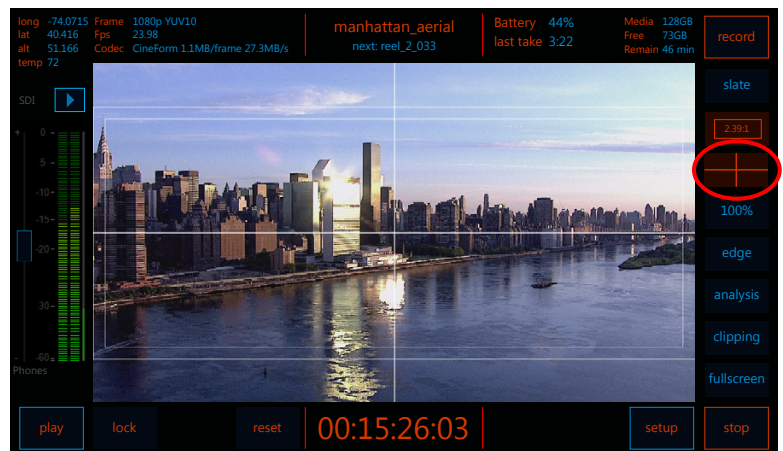 long -74.0715
lat 40.416
alt 51.166
temp 72
Frame 1080p YUV10
Fps 23.98
Codec CineForm 1.1MB/frame 27.3MB/s
manhattan_aerial
next: reel_2_033
Battery 44%
last take 3:22
Media 128GB
Free 73GB
Remain 46 min
record
SDI
slate
+ 0 -
5 -
-10-
-15-
-20-
30-
- -60-
Phones
2.39:1
100%
edge
analysis
clipping
fullscreen
play
lock
reset
00:15:26:03
setup
stop